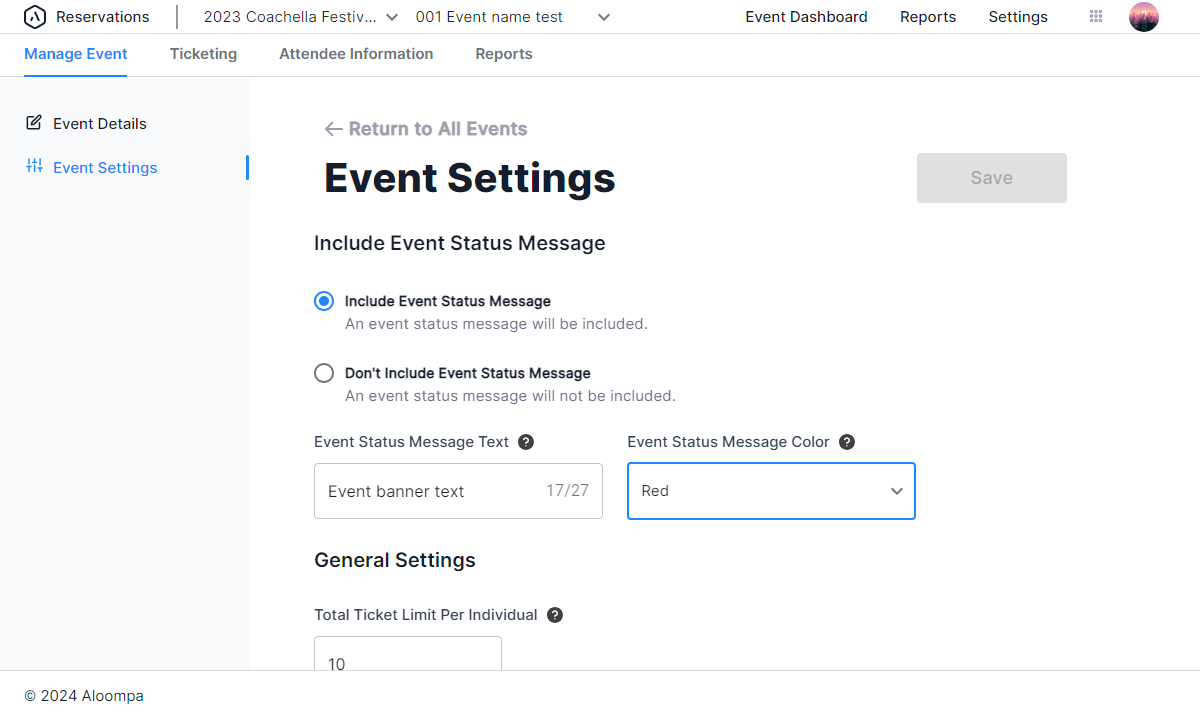 Reservations 2023 Coachella Festiv... 001 Event name test Event Dashboard Reports Settings
Manage Event Ticketing Attendee Information Reports
Event Details
Event Settings
Return to All Events
Event Settings
Save
Include Event Status Message
Include Event Status Message
An event status message will be included.
Don't Include Event Status Message
An event status message will not be included.
Event Status Message Text ? Event Status Message Color ?
Event banner text 17/27 Red
General Settings
Total Ticket Limit Per Individual ?
10
© 2024 Aloompa